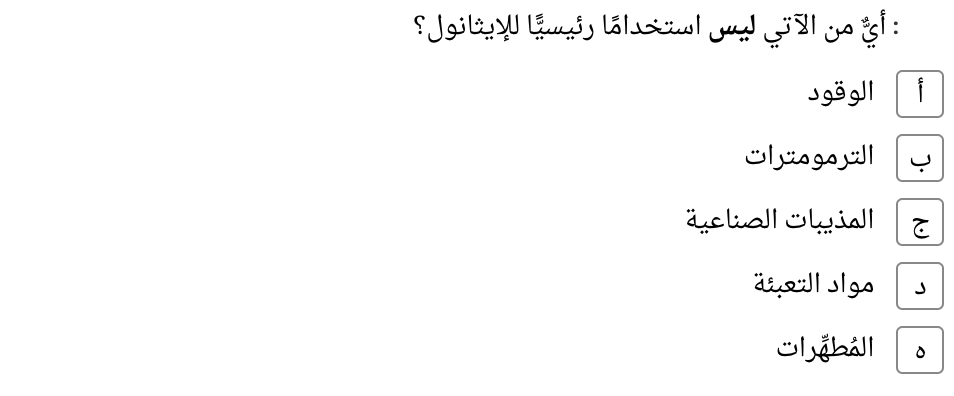 : أيٌّ من الآتي ليس استخدامًا رئيسيًّا للإيثانول؟
أ الوقود
ب الترمومترات
ج المذيبات الصناعية
د مواد التعبئة
ه المُطهِّرات